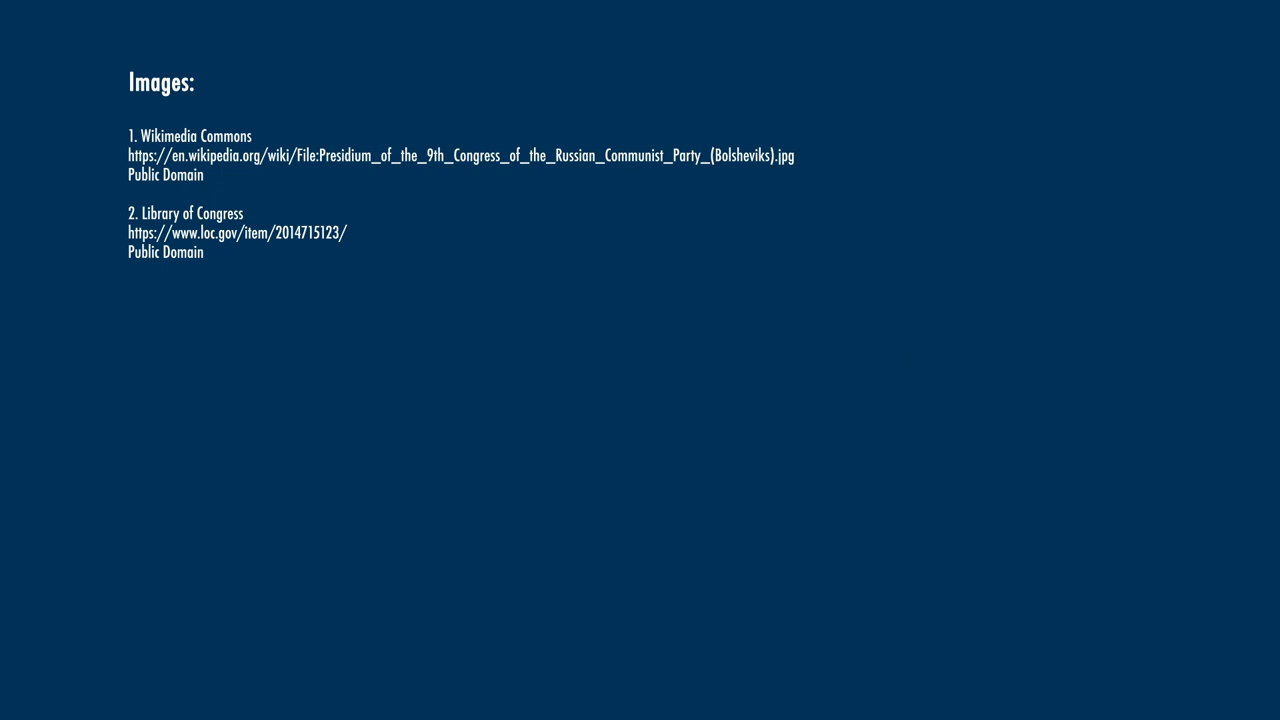 Images:
1. Wikimedia Commons
https://en.wikipedia.org/wiki/File:Presidium_of_the_9th_Congress_of_the_Russian_Communist_Party_(Bolsheviks).jpg
Public Domain
2. Library of Congress
https://www.loc.gov/item/2014715123/
Public Domain